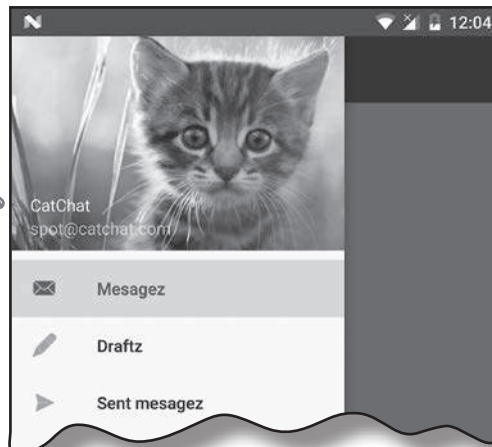 12:04
CatChat
spot@catchat.com
Mesagez
Draftz
Sent mesagez